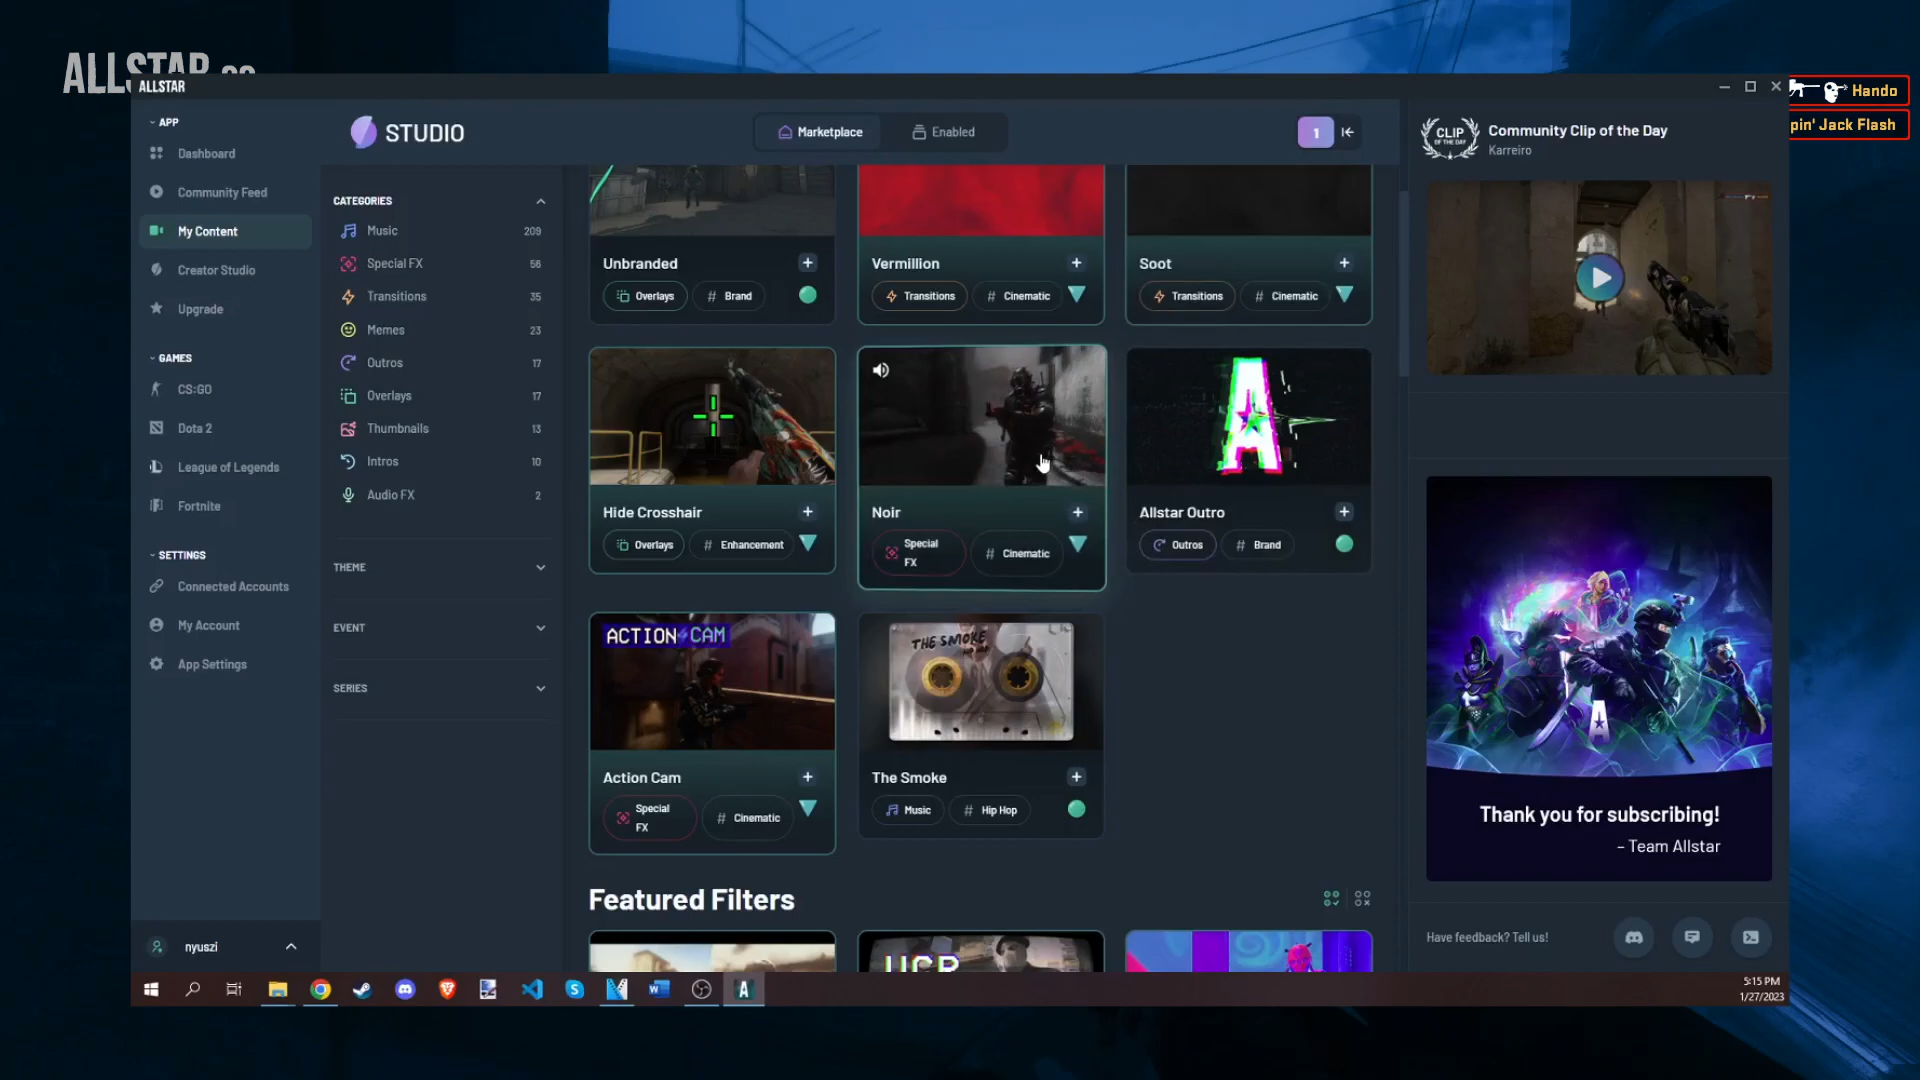 ALLSTAR
ALLSTAR
Hando
pin' Jack Flash
APP
Dashboard
Community Feed
My Content
Creator Studio
Upgrade
GAMES
CS:GO
Dota 2
League of Legends
Fortnite
SETTINGS
Connected Accounts
My Account
App Settings
nyuszi
STUDIO
Marketplace
Enabled
1
CATEGORIES
Music 209
Special FX 56
Transitions 35
Memes 23
Outros 17
Overlays 17
Thumbnails 13
Intros 10
Audio FX 2
THEME
EVENT
SERIES
Unbranded
Overlays # Brand
Vermillion
Transitions # Cinematic
Soot
Transitions # Cinematic
Hide Crosshair
Overlays # Enhancement
Noir
Special FX # Cinematic
Allstar Outro
Outros # Brand
ACTION CAM
Action Cam
Special FX # Cinematic
THE SMOKE
The Smoke
Music # Hip Hop
Featured Filters
CLIP
OF THE DAY
Community Clip of the Day
Karreiro
Thank you for subscribing!
– Team Allstar
Have feedback? Tell us!
5:15 PM
1/27/2023